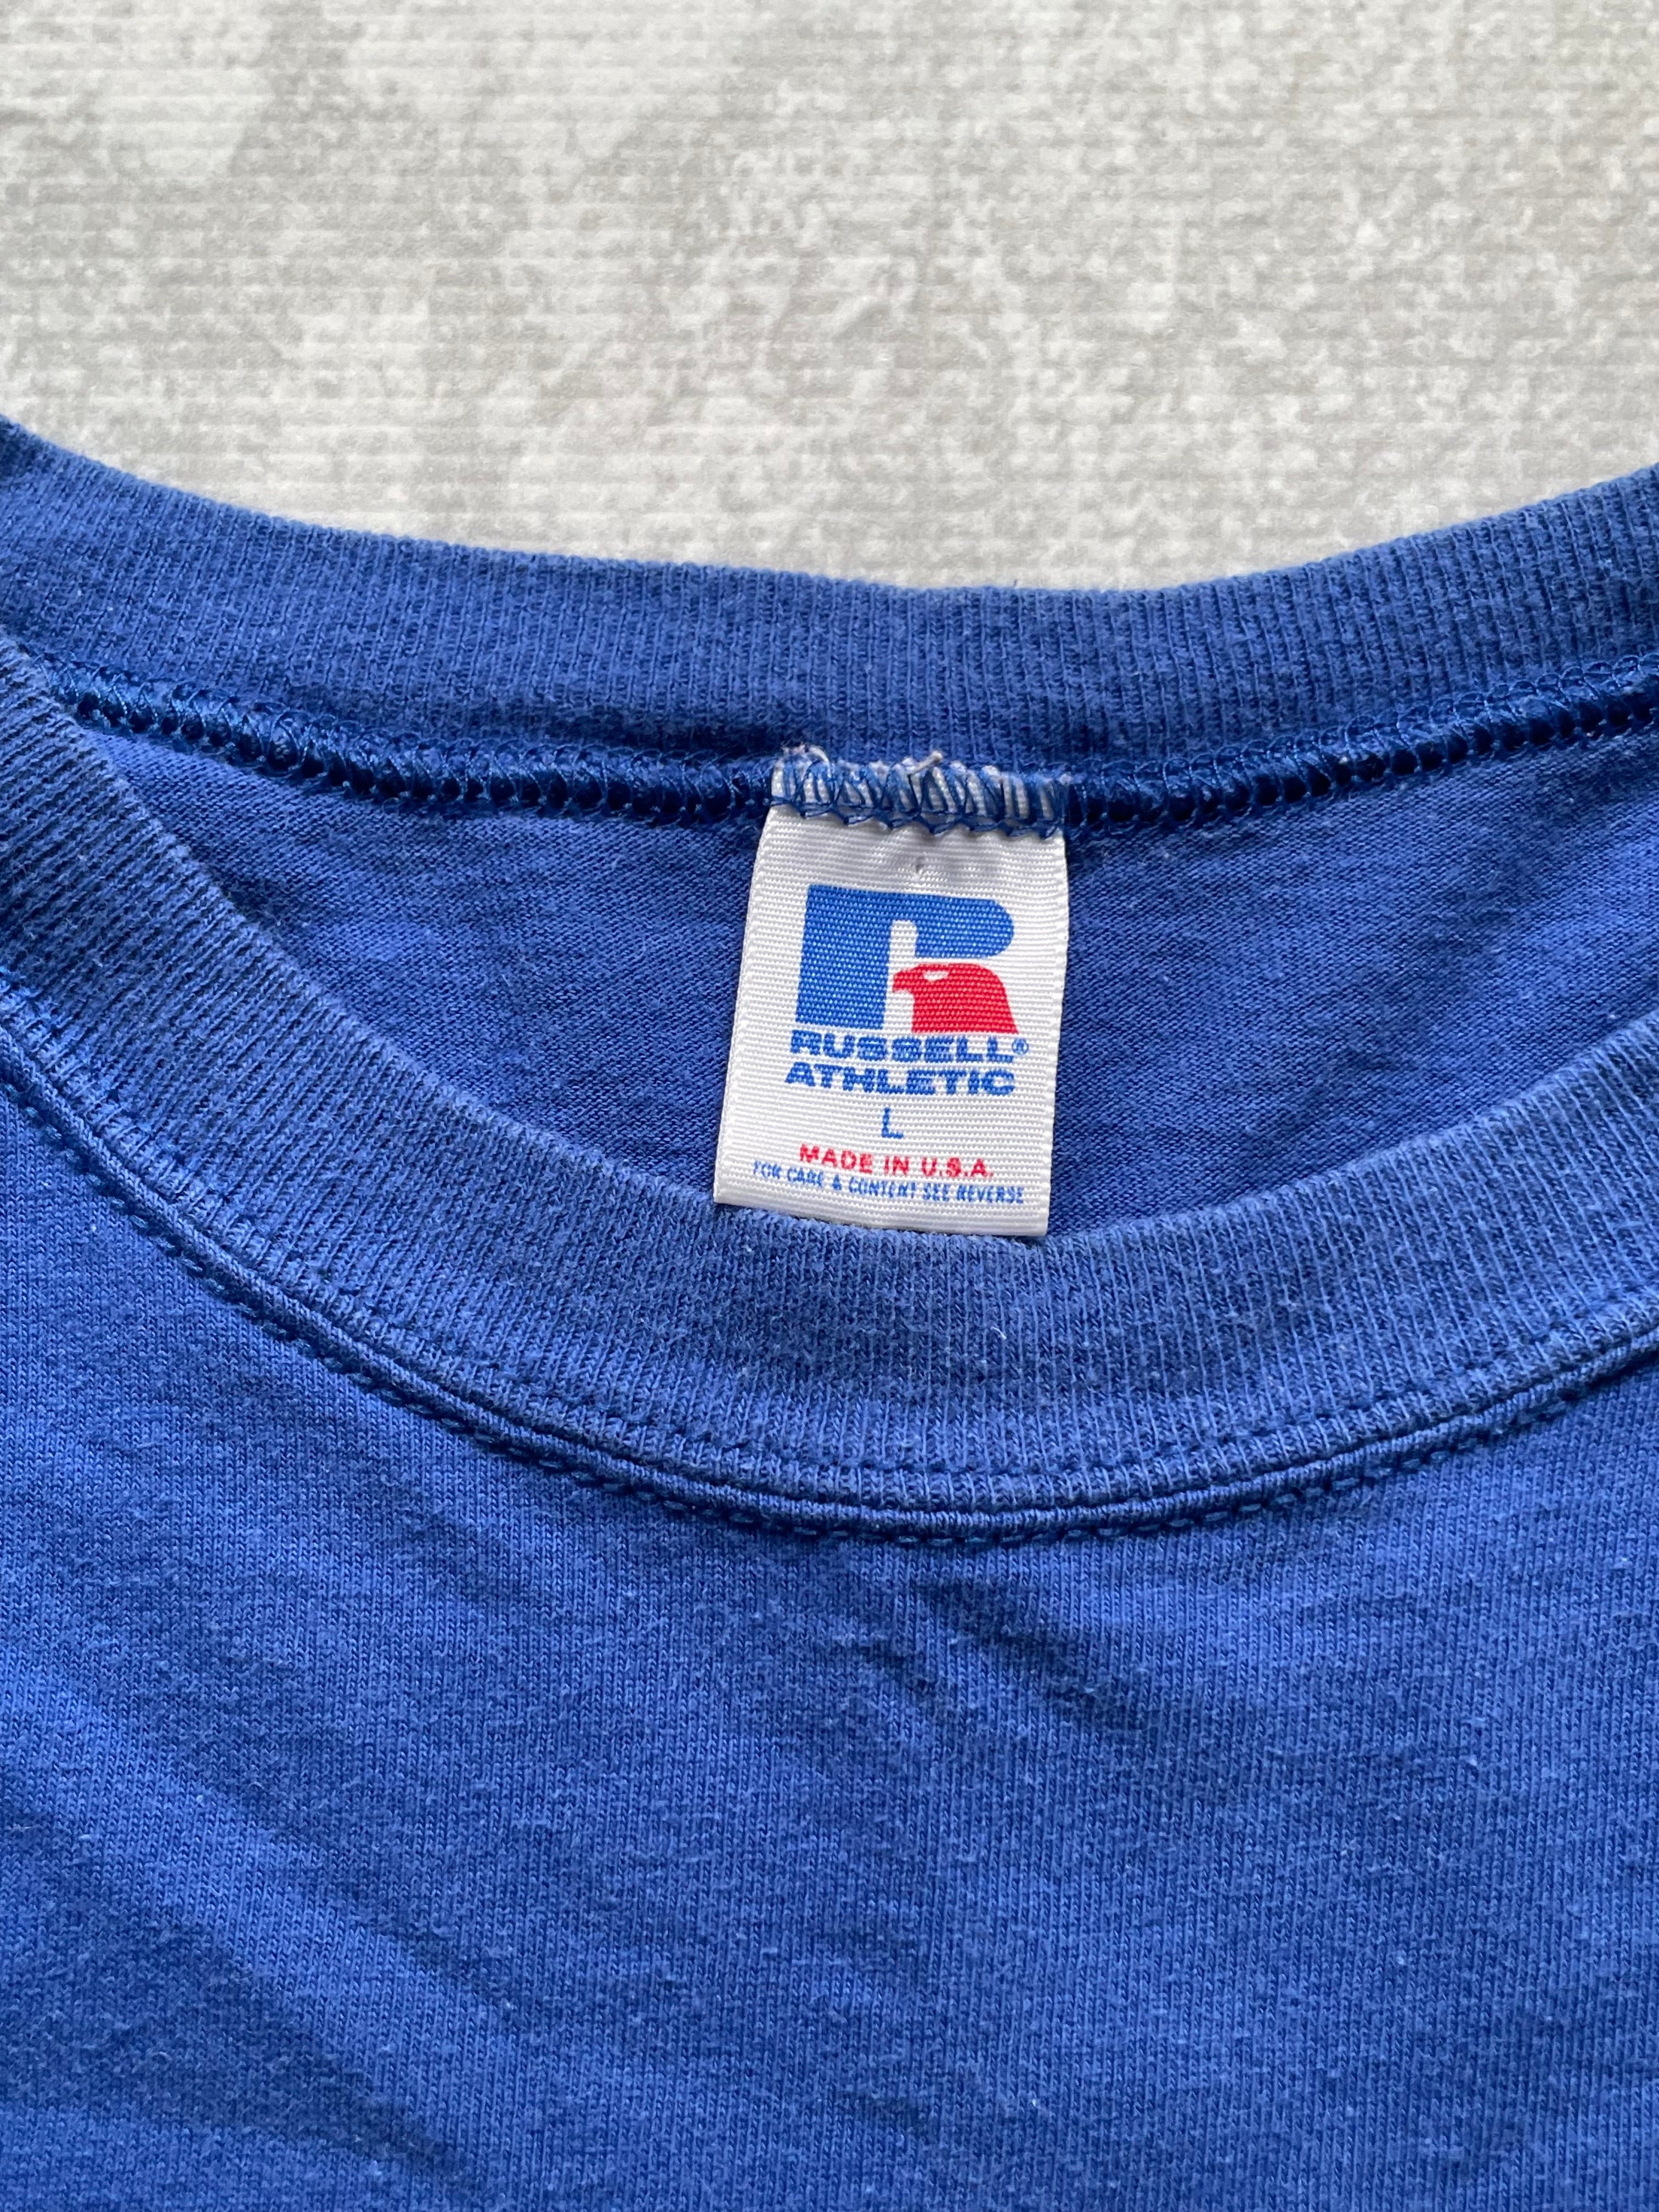 RUSSELL®
ATHLETIC
L
MADE IN U.S.A.
FOR CARE & CONTENT SEE REVERSE